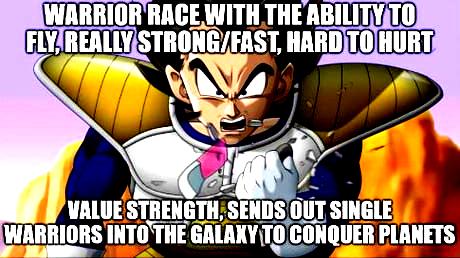 WARRIOR RACE WITH THE ABILITY TO
FLY, REALLY STRONG/FAST, HARD TO HURT
VALUE STRENGTH, SENDS OUT SINGLE
WARRIORS INTO THE GALAXY TO CONQUER PLANETS